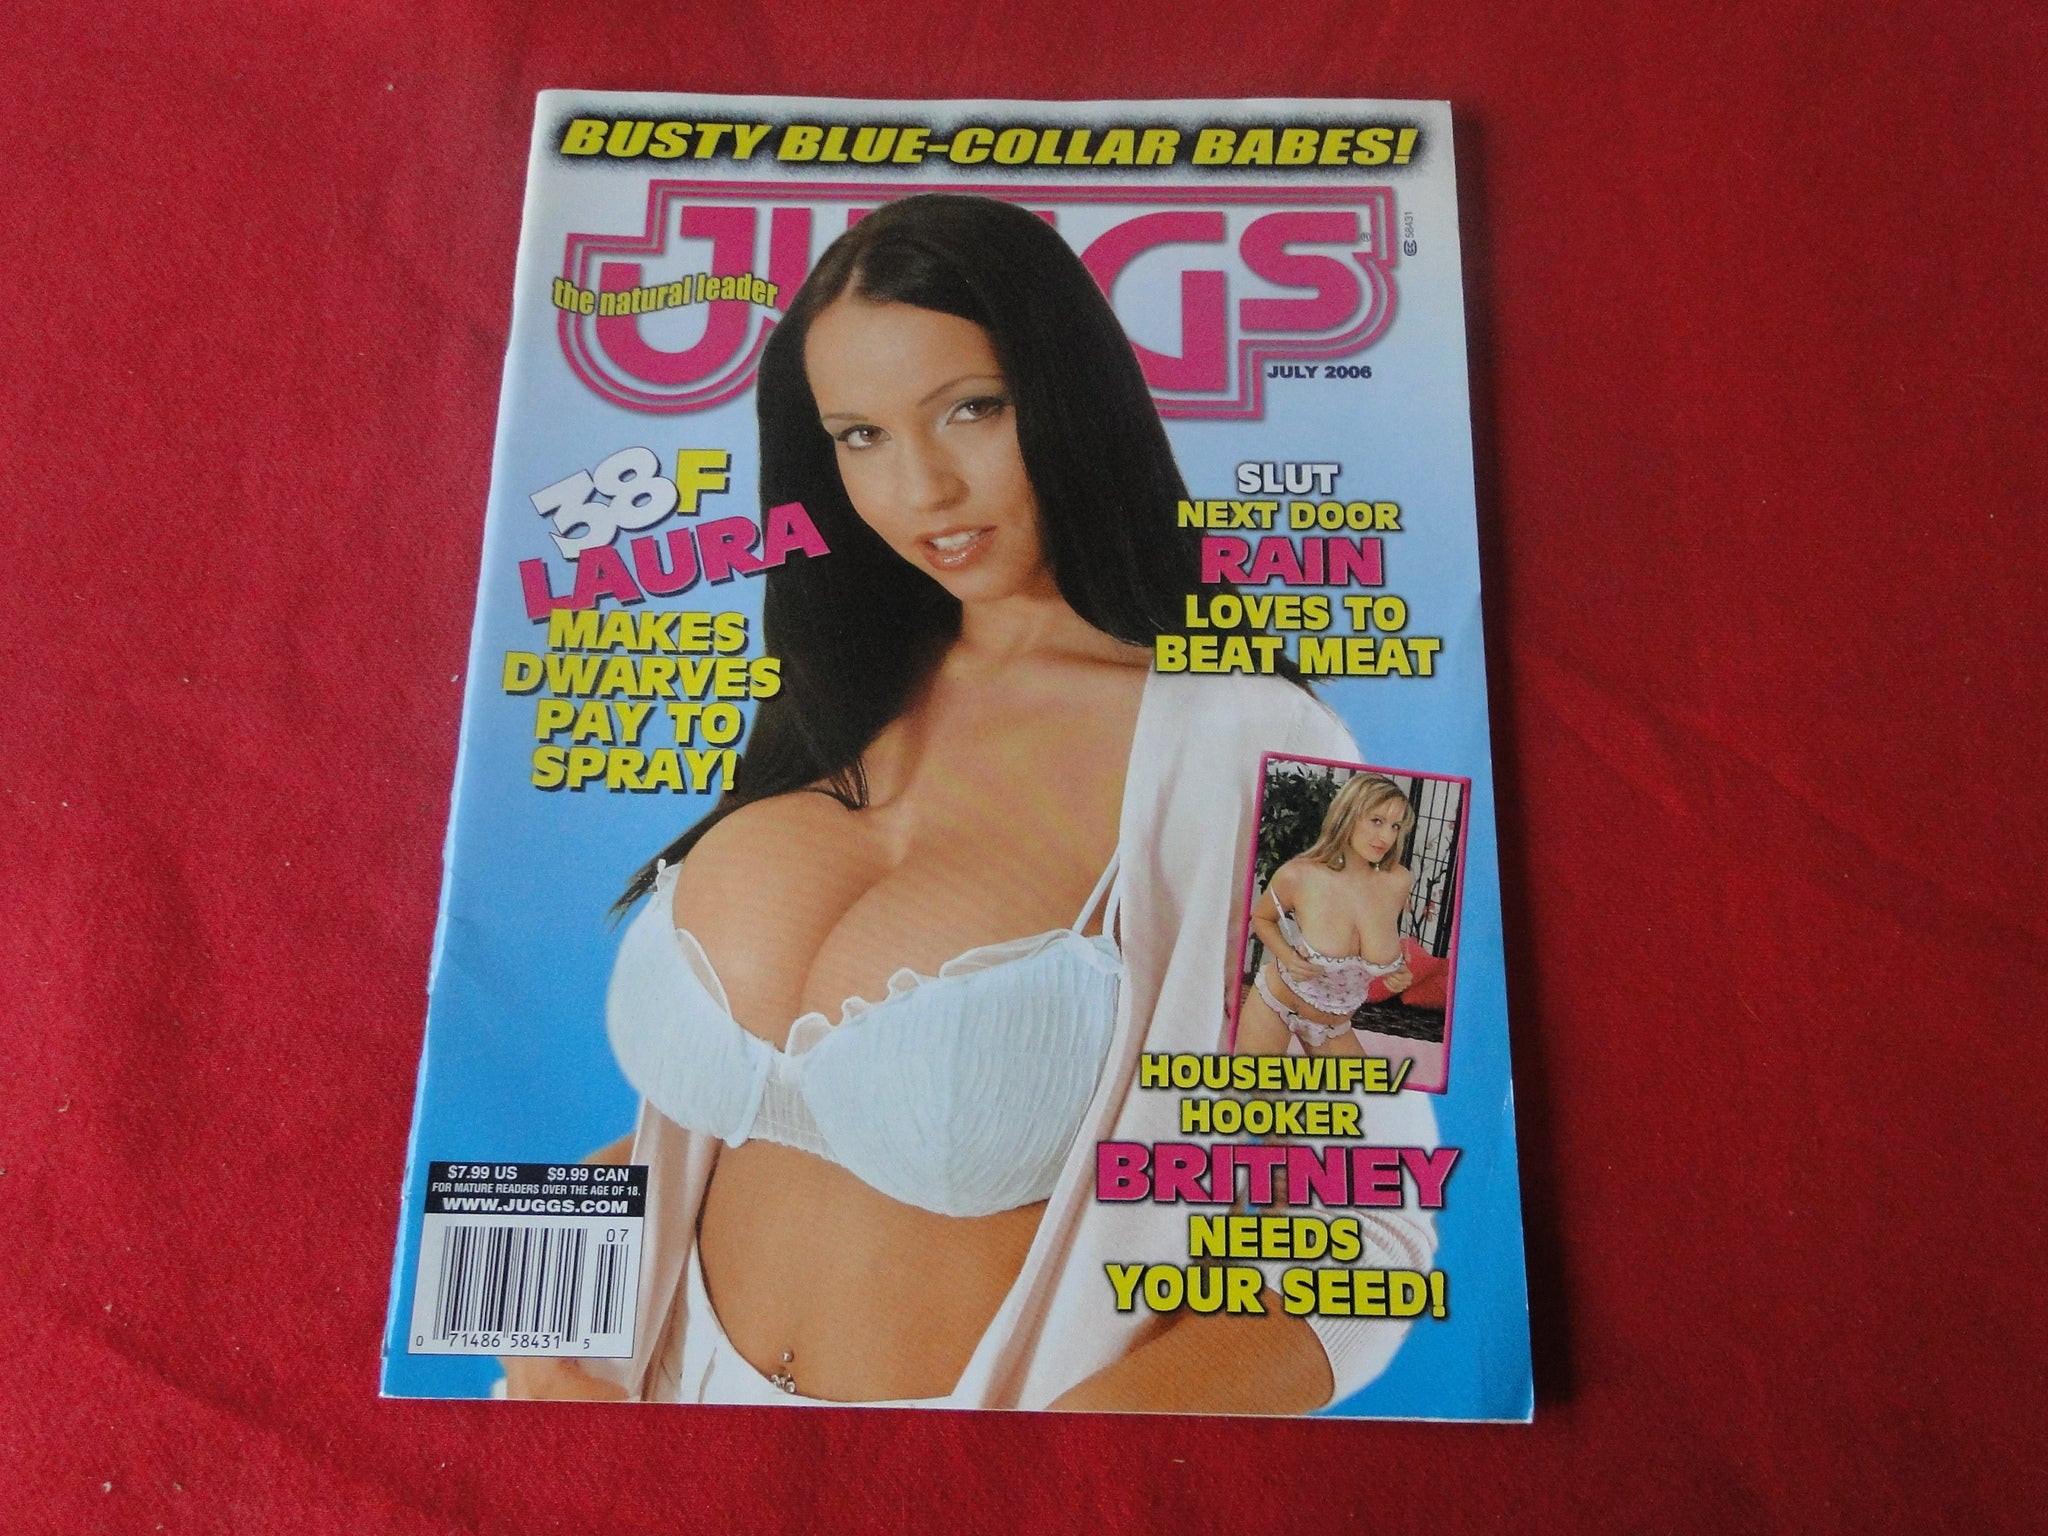 BUSTY BLUE-COLLAR BABES!
JUGGS®
the natural leader
CC 58431
JULY 2006
38F
LAURA
MAKES
DWARVES
PAY TO
SPRAY!
SLUT
NEXT DOOR
RAIN
LOVES TO
BEAT MEAT
HOUSEWIFE/
HOOKER
BRITNEY
NEEDS
YOUR SEED!
$7.99 US $9.99 CAN
FOR MATURE READERS OVER THE AGE OF 18.
WWW.JUGGS.COM
07
0 71486 58431 5